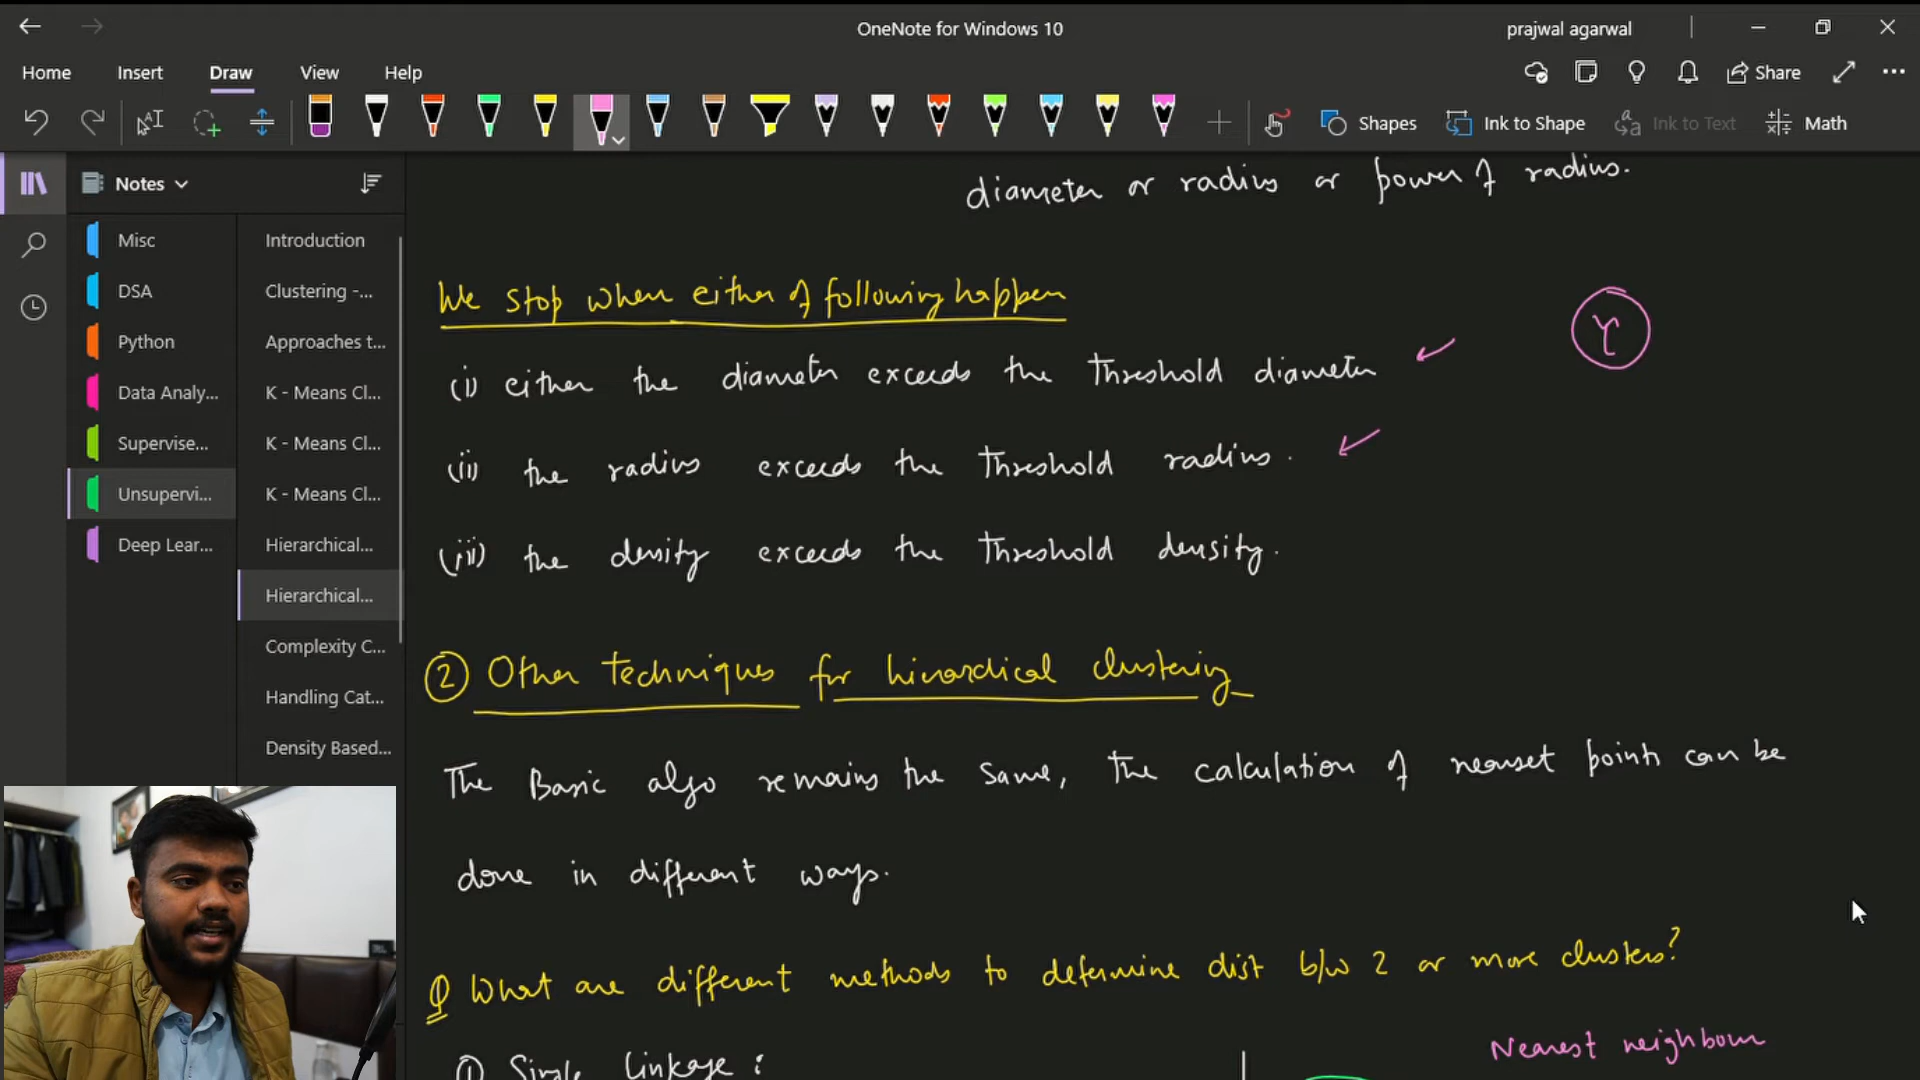 OneNote for Windows 10
prajwal agarwal
Home Insert Draw View Help
Share
Shapes Ink to Shape Ink to Text Math
Notes
Misc
DSA
Python
Data Analy...
Supervise...
Unsupervi...
Deep Lear...
Introduction
Clustering -...
Approaches t...
K - Means Cl...
K - Means Cl...
K - Means Cl...
Hierarchical...
Hierarchical...
Complexity C...
Handling Cat...
Density Based...
diameter or radius or power of radius.
We stop when either of following happen
(i) either the diameter exceeds the Threshold diameter
r
(ii) the radius exceeds the Threshold radius.
(iii) the density exceeds the Threshold density.
② Other techniques for hirardical clustering
The Basic algo remains the same, the calculation of nearset points can be
done in different ways.
Q What are different methods to determine dist b/w 2 or more clusters?
Nearest neighbour
① Single Linkage :